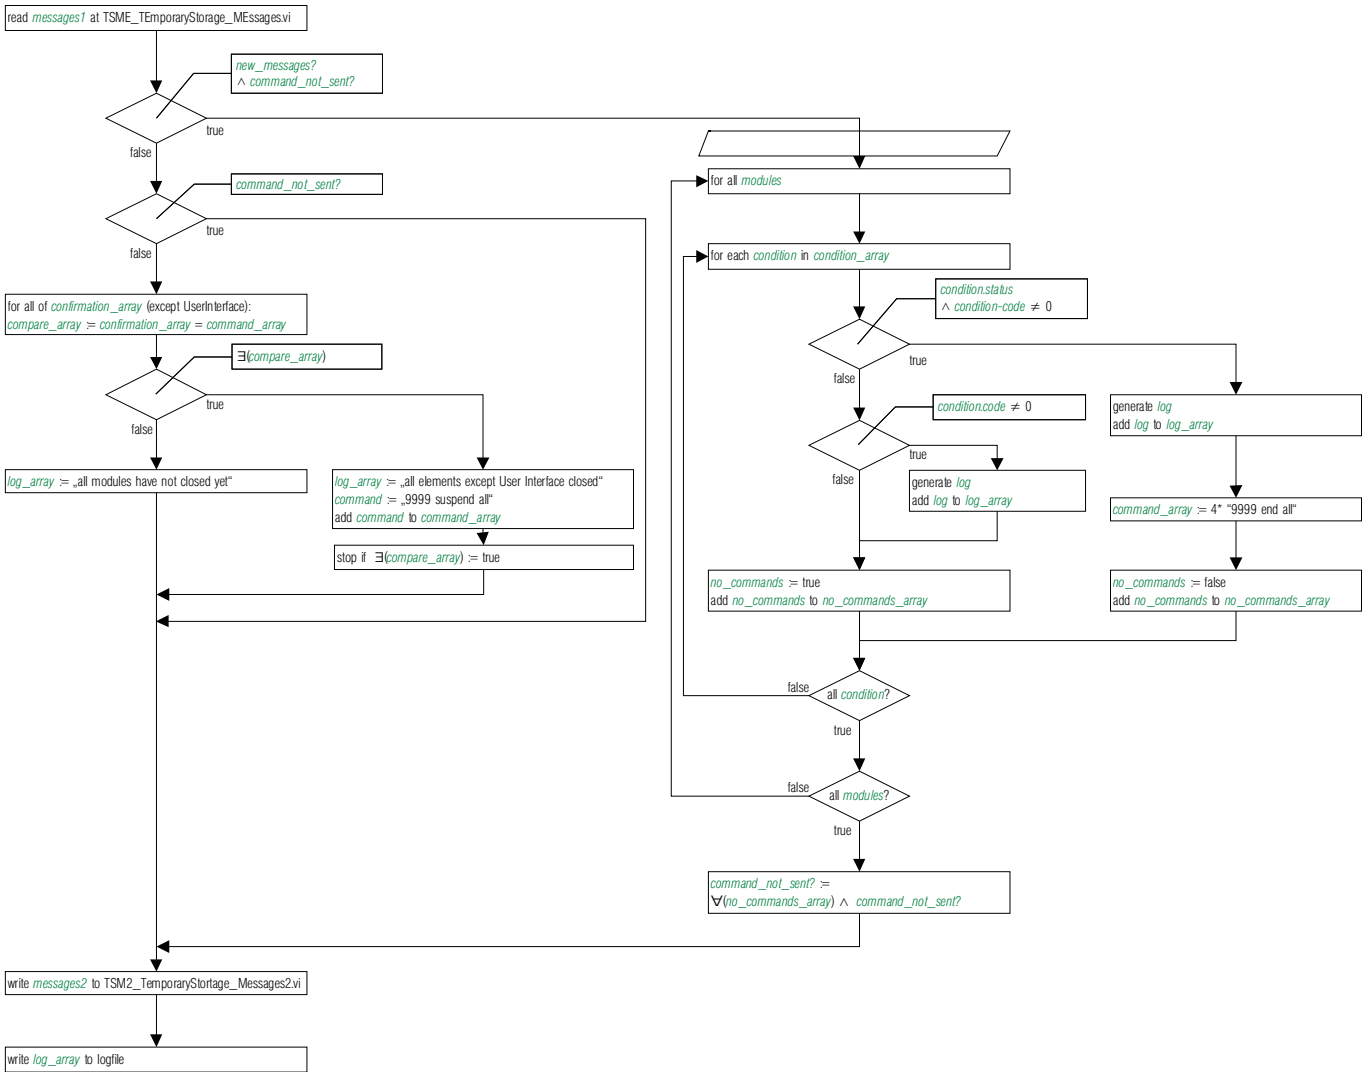 read messages1 at TSME_TEmporaryStorage_MEssages.vi
new_messages?
∧ command_not_sent?
true
false
command_not_sent?
true
false
for all of confirmation_array (except UserInterface):
compare_array := confirmation_array = command_array
∃(compare_array)
true
false
log_array := „all modules have not closed yet“
log_array := „all elements except User Interface closed“
command := „9999 suspend all“
add command to command_array
stop if ∃(compare_array) := true
for all modules
for each condition in condition_array
condition.status
∧ condition-code ≠ 0
true
false
condition.code ≠ 0
true
false
generate log
add log to log_array
generate log
add log to log_array
command_array := 4* “9999 end all“
no_commands := true
add no_commands to no_commands_array
no_commands := false
add no_commands to no_commands_array
false
all condition?
true
false
all modules?
true
command_not_sent? :=
∀(no_commands_array) ∧ command_not_sent?
write messages2 to TSM2_TemporaryStortage_Messages2.vi
write log_array to logfile